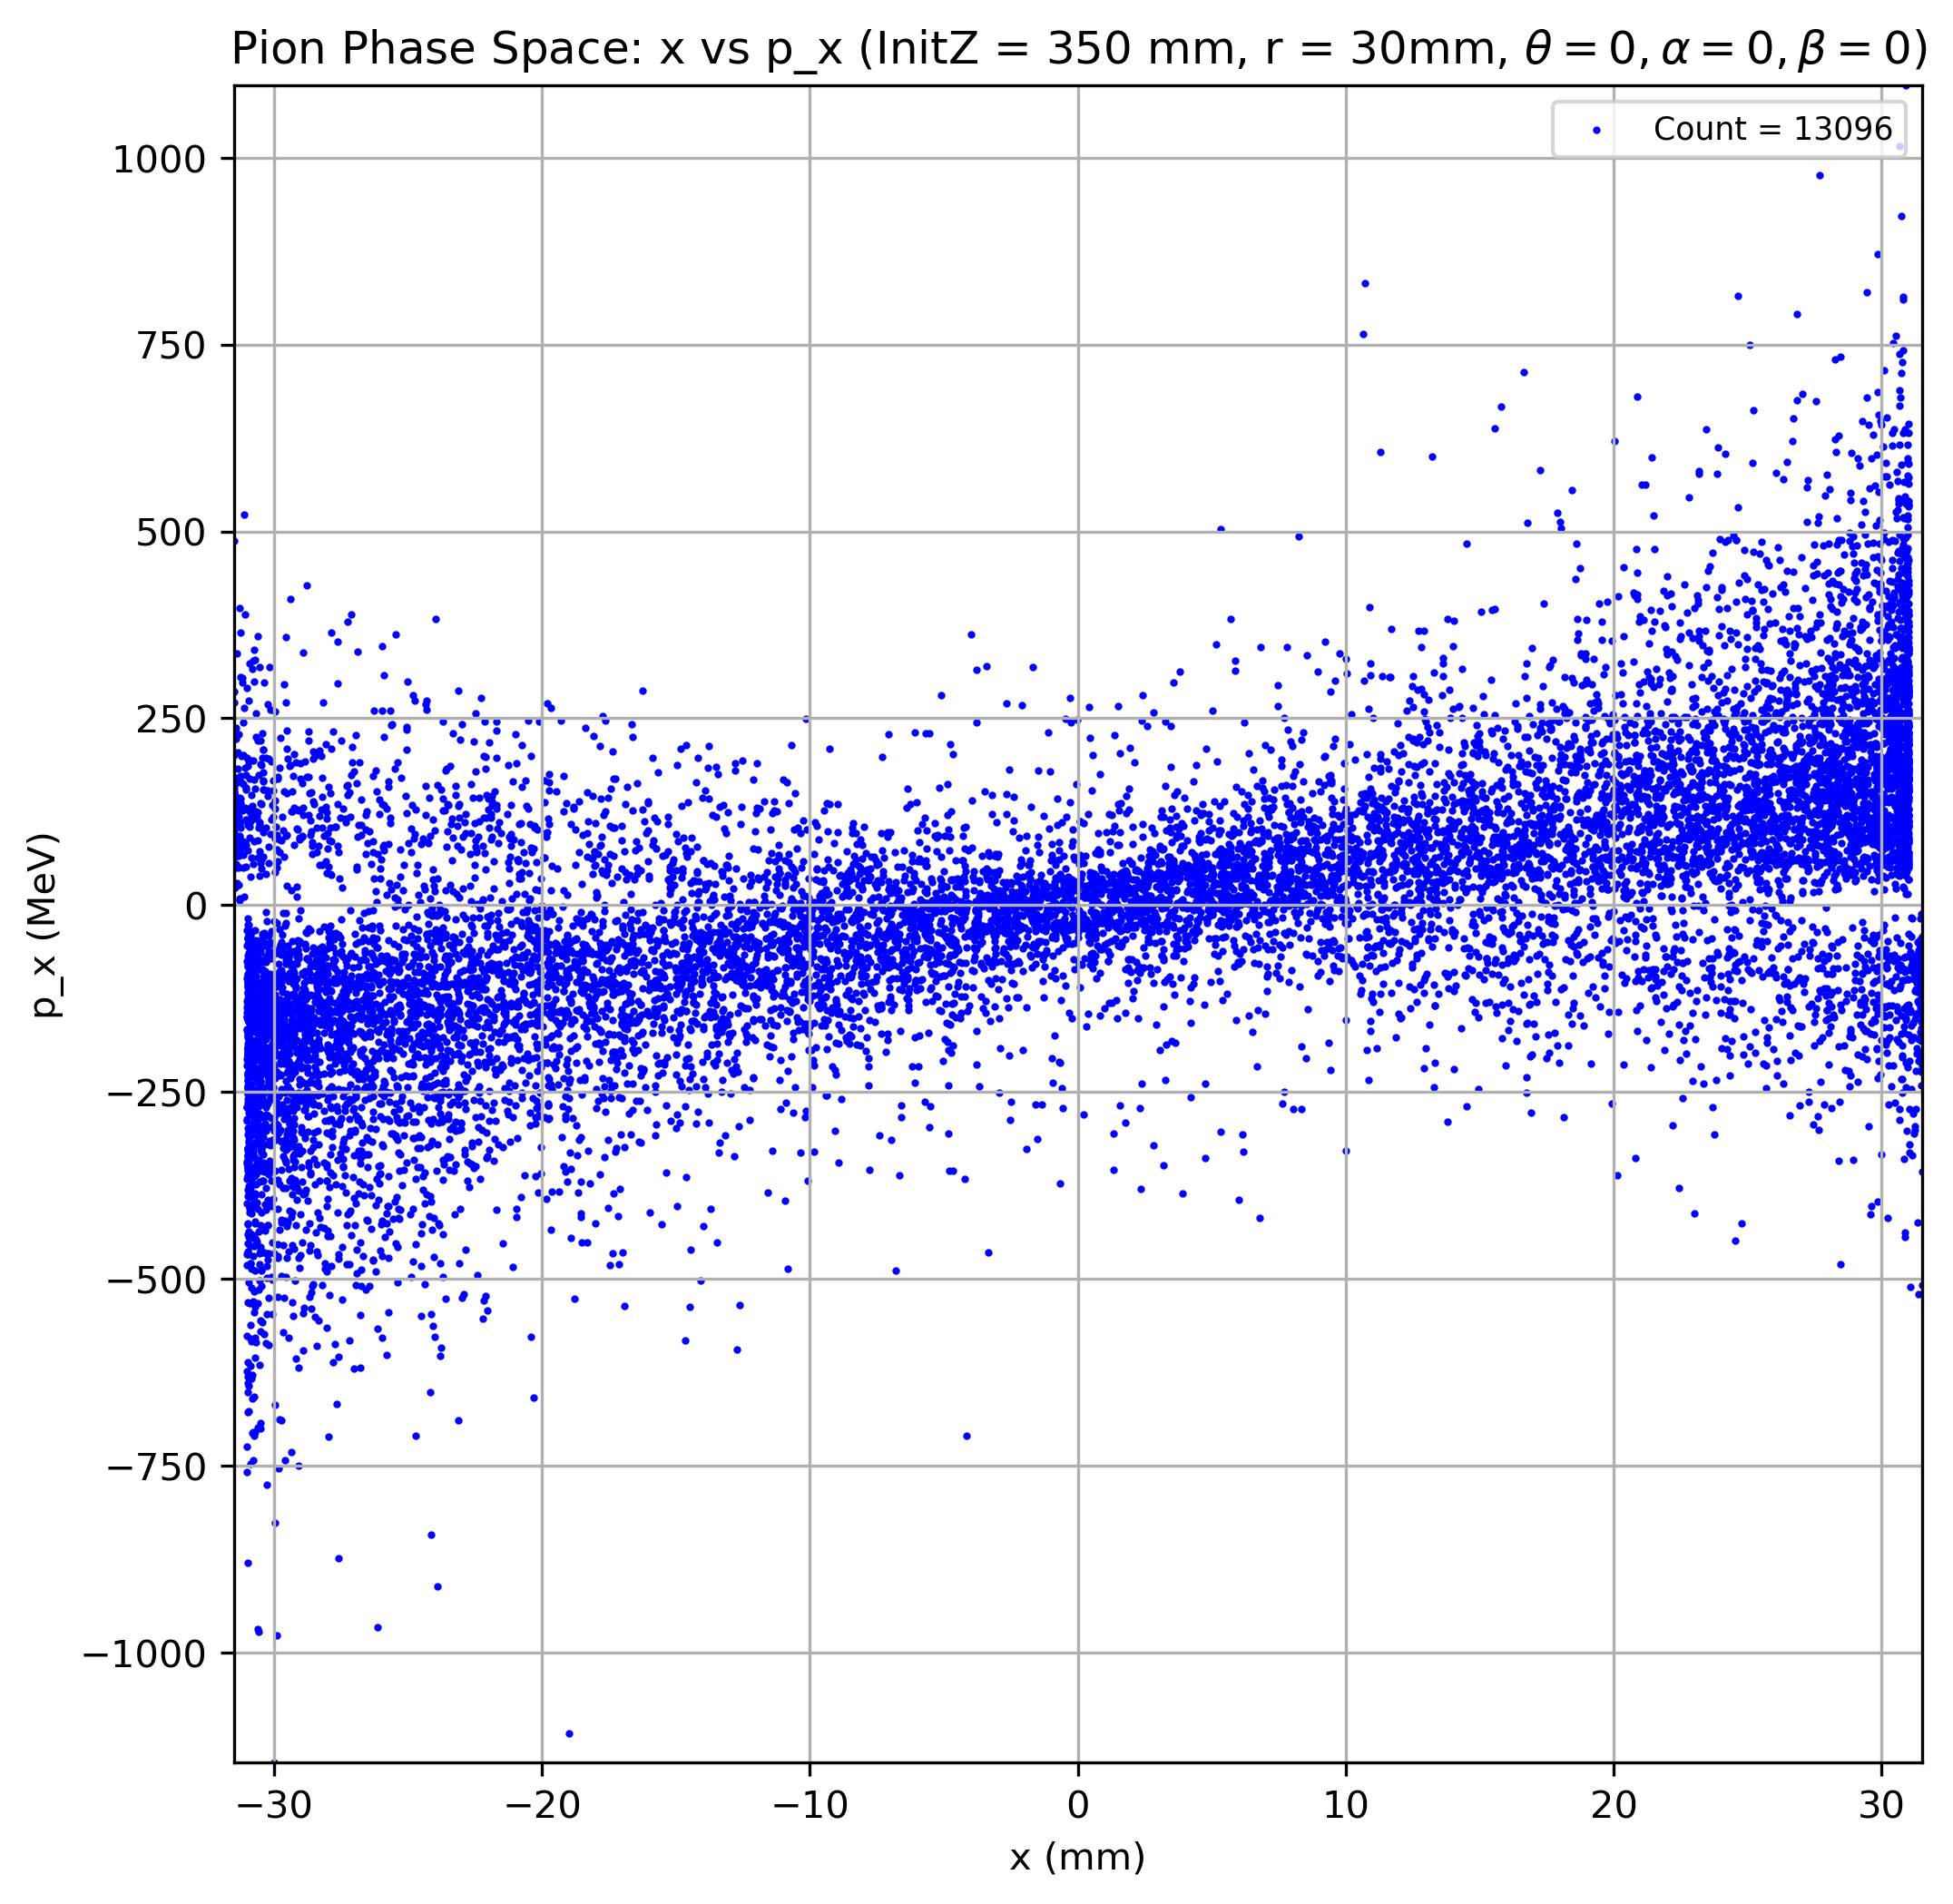 Pion Phase Space: x vs p_x (InitZ = 350 mm, r = 30mm, θ = 0, α = 0, β = 0)
Count = 13096
1000
750
500
250
0
−250
−500
−750
−1000
p_x (MeV)
−30 −20 −10 0 10 20 30
x (mm)